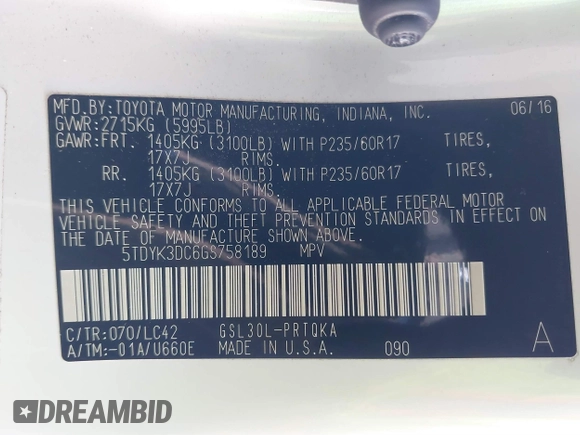 MFD.BY:TOYOTA MOTOR MANUFACTURING, INDIANA, INC. 06/16
GVWR:2715KG (5995LB)
GAWR:FRT. 1405KG (3100LB) WITH P235/60R17 TIRES,
17X7J RIMS.
RR. 1405KG (3100LB) WITH P235/60R17 TIRES,
17X7J RIMS.
THIS VEHICLE CONFORMS TO ALL APPLICABLE FEDERAL MOTOR
VEHICLE SAFETY AND THEFT PREVENTION STANDARDS IN EFFECT ON
THE DATE OF MANUFACTURE SHOWN ABOVE.
5TDYK3DC6GS758189 MPV
C/TR:070/LC42 GSL30L-PRTQKA A
A/TM:-01A/U660E MADE IN U.S.A. 090
DREAMBID